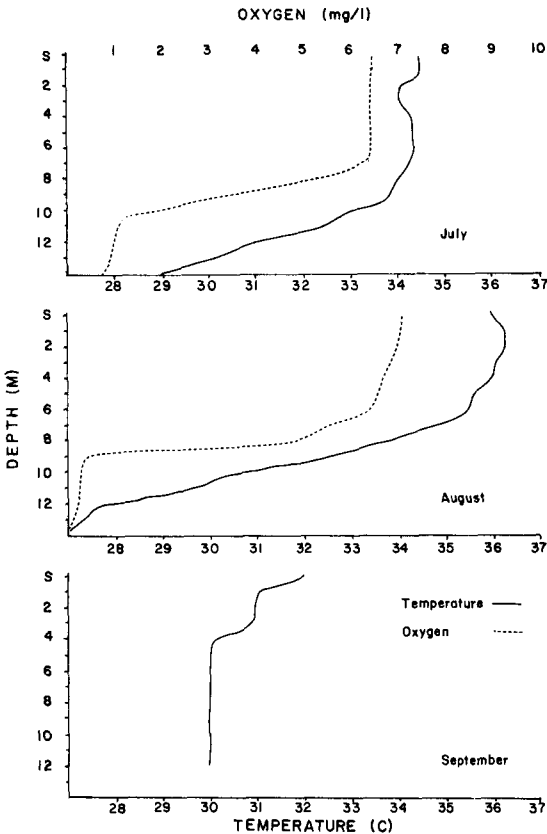 OXYGEN (mg/l)
1 2 3 4 5 6 7 8 9 10
S
2
4
6
8
10
12
July
28 29 30 31 32 33 34 35 36 37
S
2
4
6
8
10
12
August
28 29 30 31 32 33 34 35 36 37
DEPTH (M)
S
2
4
6
8
10
12
Temperature
Oxygen
September
28 29 30 31 32 33 34 35 36 37
TEMPERATURE (C)